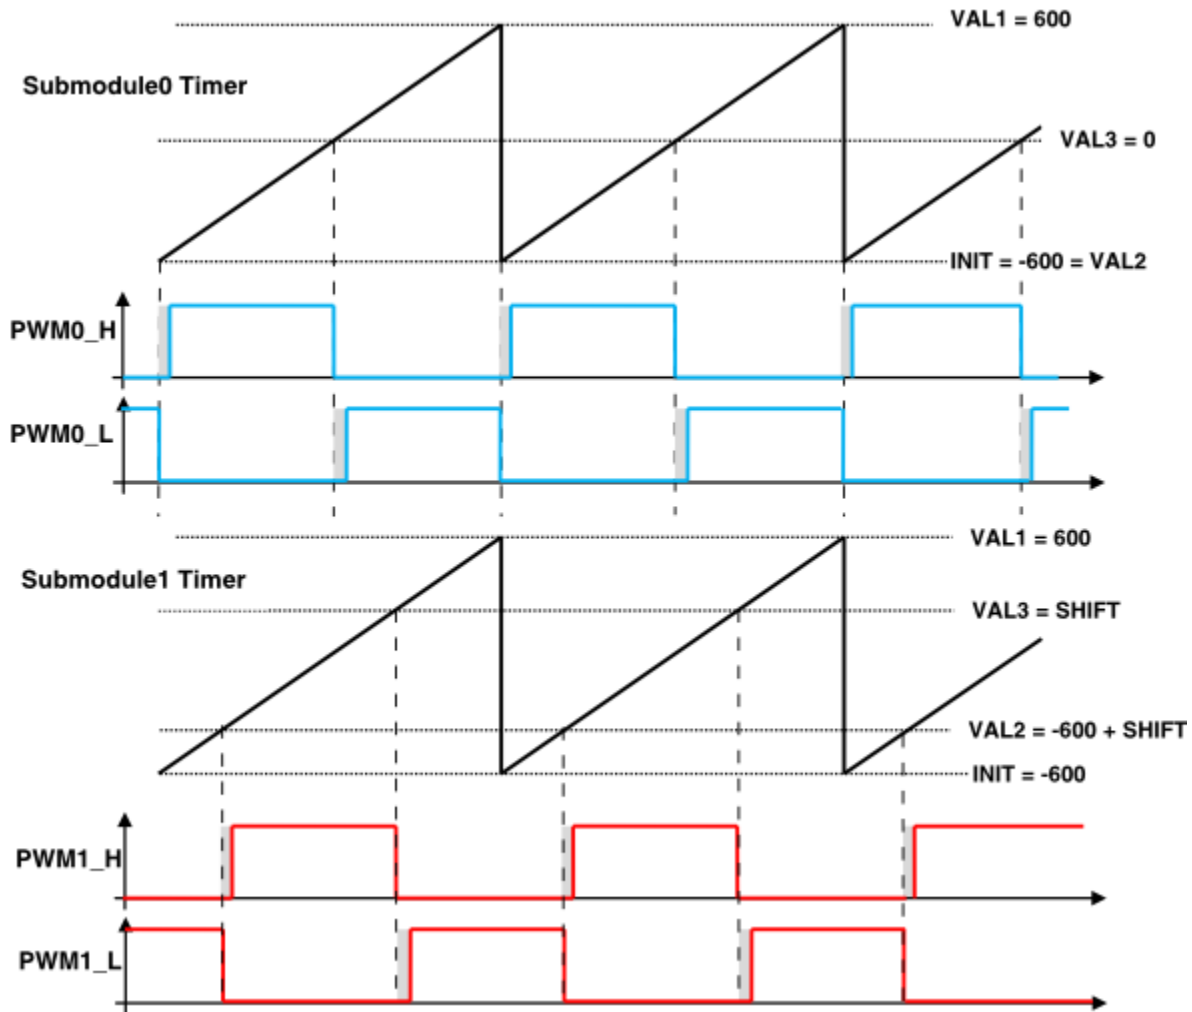 VAL1 = 600
Submodule0 Timer
VAL3 = 0
INIT = -600 = VAL2
PWM0_H
PWM0_L
VAL1 = 600
Submodule1 Timer
VAL3 = SHIFT
VAL2 = -600 + SHIFT
INIT = -600
PWM1_H
PWM1_L